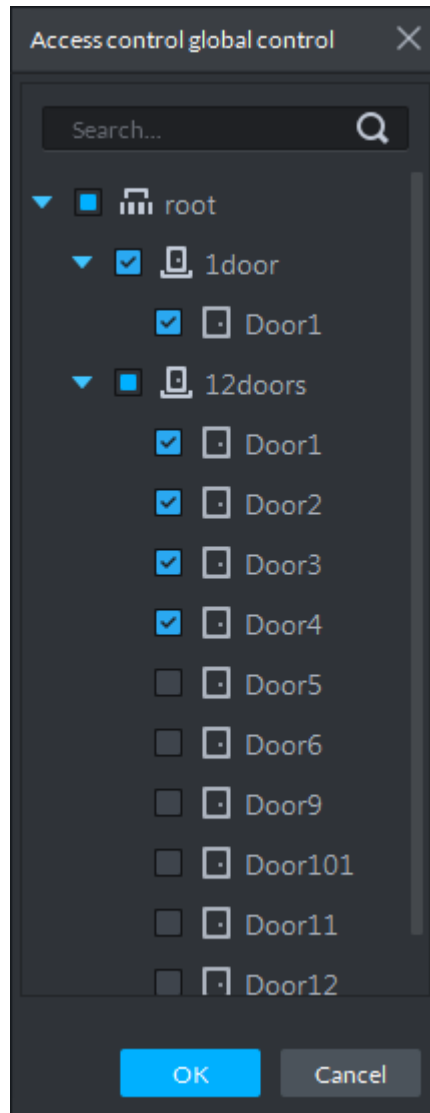 Access control global control
Search...
root
1door
Door1
12doors
Door1
Door2
Door3
Door4
Door5
Door6
Door9
Door101
Door11
Door12
OK Cancel